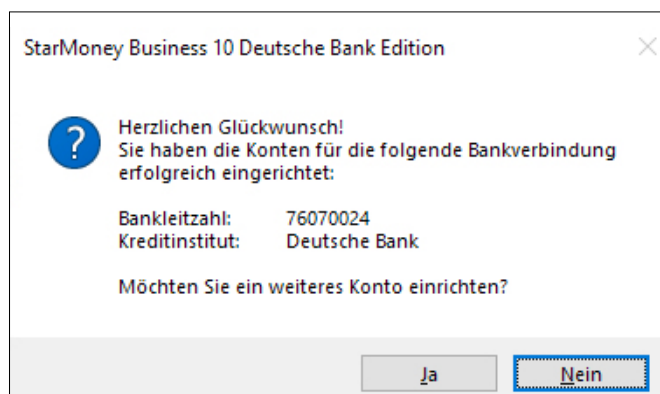 StarMoney Business 10 Deutsche Bank Edition
Herzlichen Glückwunsch!
Sie haben die Konten für die folgende Bankverbindung
erfolgreich eingerichtet:
Bankleitzahl: 76070024
Kreditinstitut: Deutsche Bank
Möchten Sie ein weiteres Konto einrichten?
Ja Nein